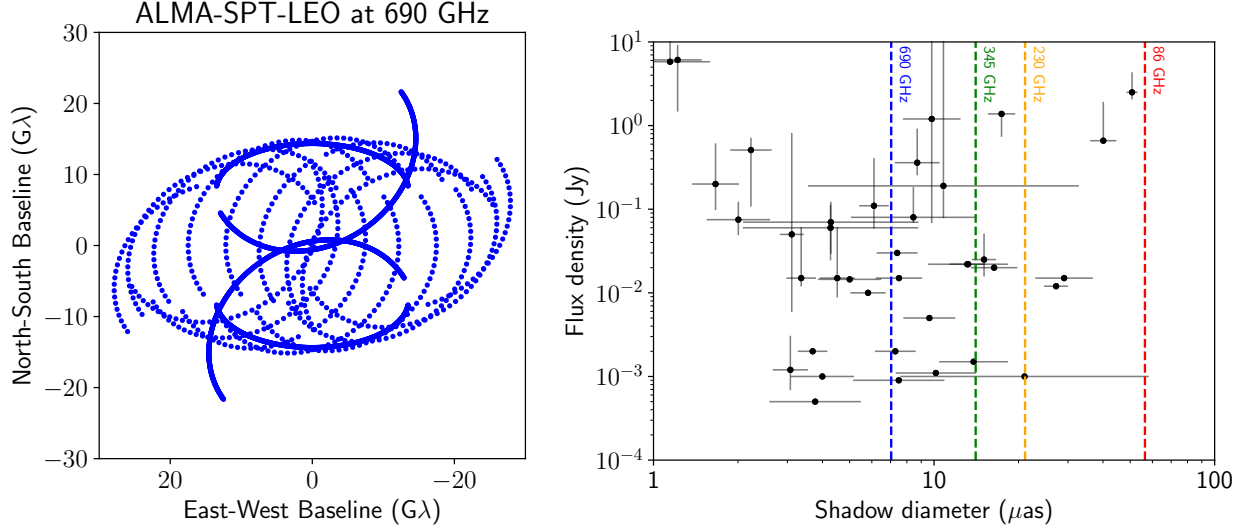 ALMA-SPT-LEO at 690 GHz
North-South Baseline (Gλ)
30
20
10
0
−10
−20
−30
20
0
−20
East-West Baseline (Gλ)
Flux density (Jy)
10^1
10^0
10^−1
10^−2
10^−3
10^−4
690 GHz
345 GHz
230 GHz
86 GHz
1
10
100
Shadow diameter (μas)